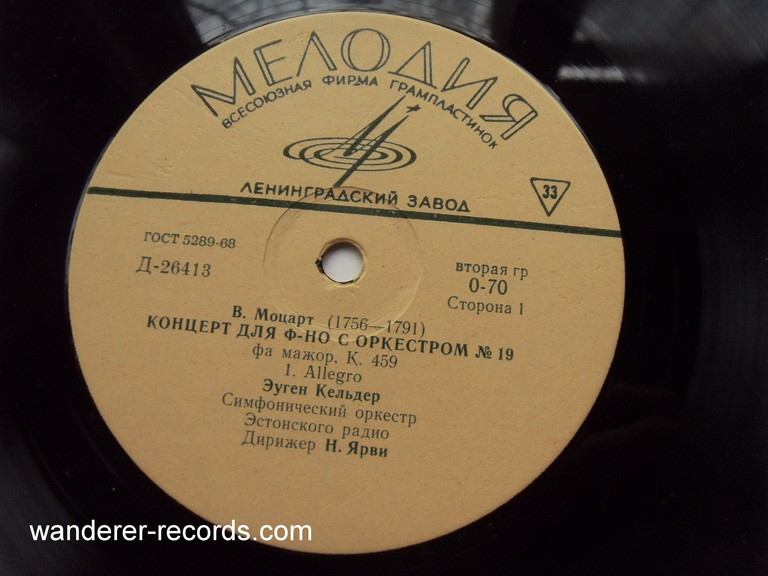 МЕЛОДИЯ
ВСЕСОЮЗНАЯ ФИРМА ГРАМПЛАСТИНОК
ЛЕНИНГРАДСКИЙ ЗАВОД
33
ГОСТ 5289-68
Д-26413
вторая гр
0-70
Сторона 1
В. Моцарт (1756—1791)
КОНЦЕРТ ДЛЯ Ф-НО С ОРКЕСТРОМ № 19
фа мажор, К. 459
1. Allegro
Эуген Кельдер
Симфонический оркестр
Эстонского радио
Дирижер Н. Ярви
wanderer-records.com